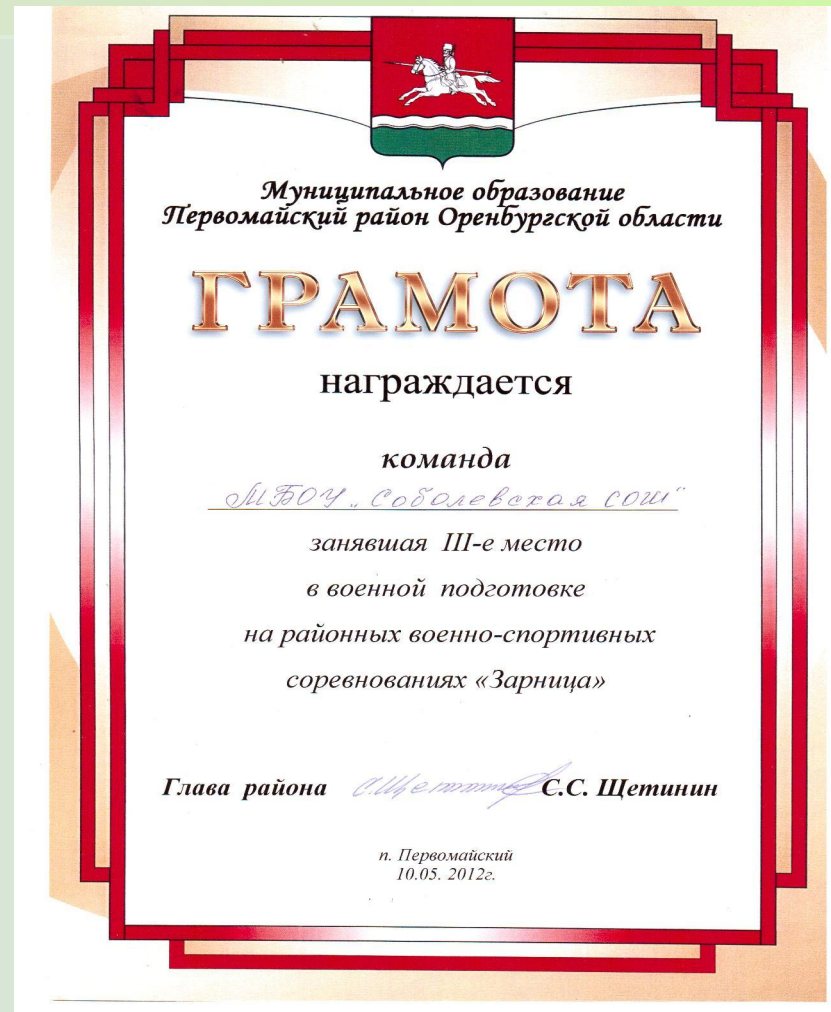 Муниципальное образование
Первомайский район Оренбургской области
ГРАМОТА
награждается
команда
МБОУ „Соболевская СОШ"
занявшая III-е место
в военной подготовке
на районных военно-спортивных
соревнованиях «Зарница»
Глава района С.Щетинин С.С. Щетинин
п. Первомайский
10.05. 2012г.